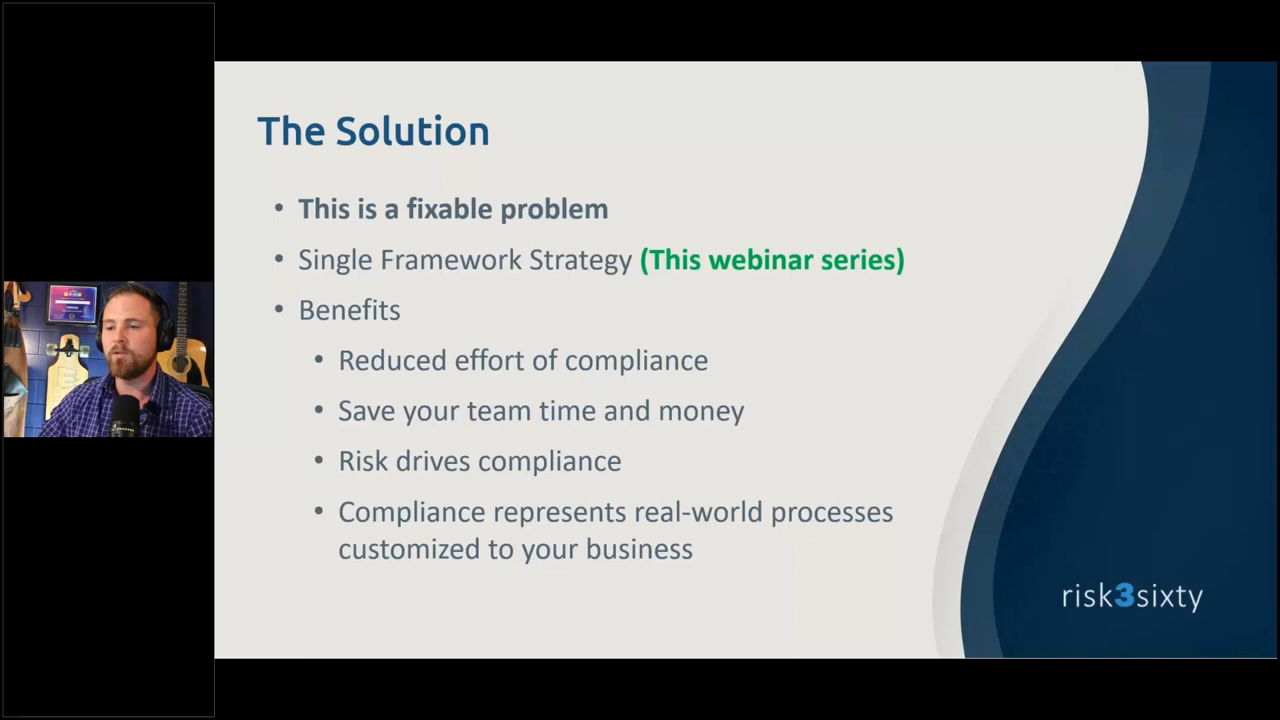 The Solution
• This is a fixable problem
• Single Framework Strategy (This webinar series)
• Benefits
• Reduced effort of compliance
• Save your team time and money
• Risk drives compliance
• Compliance represents real-world processes
customized to your business
risk3sixty